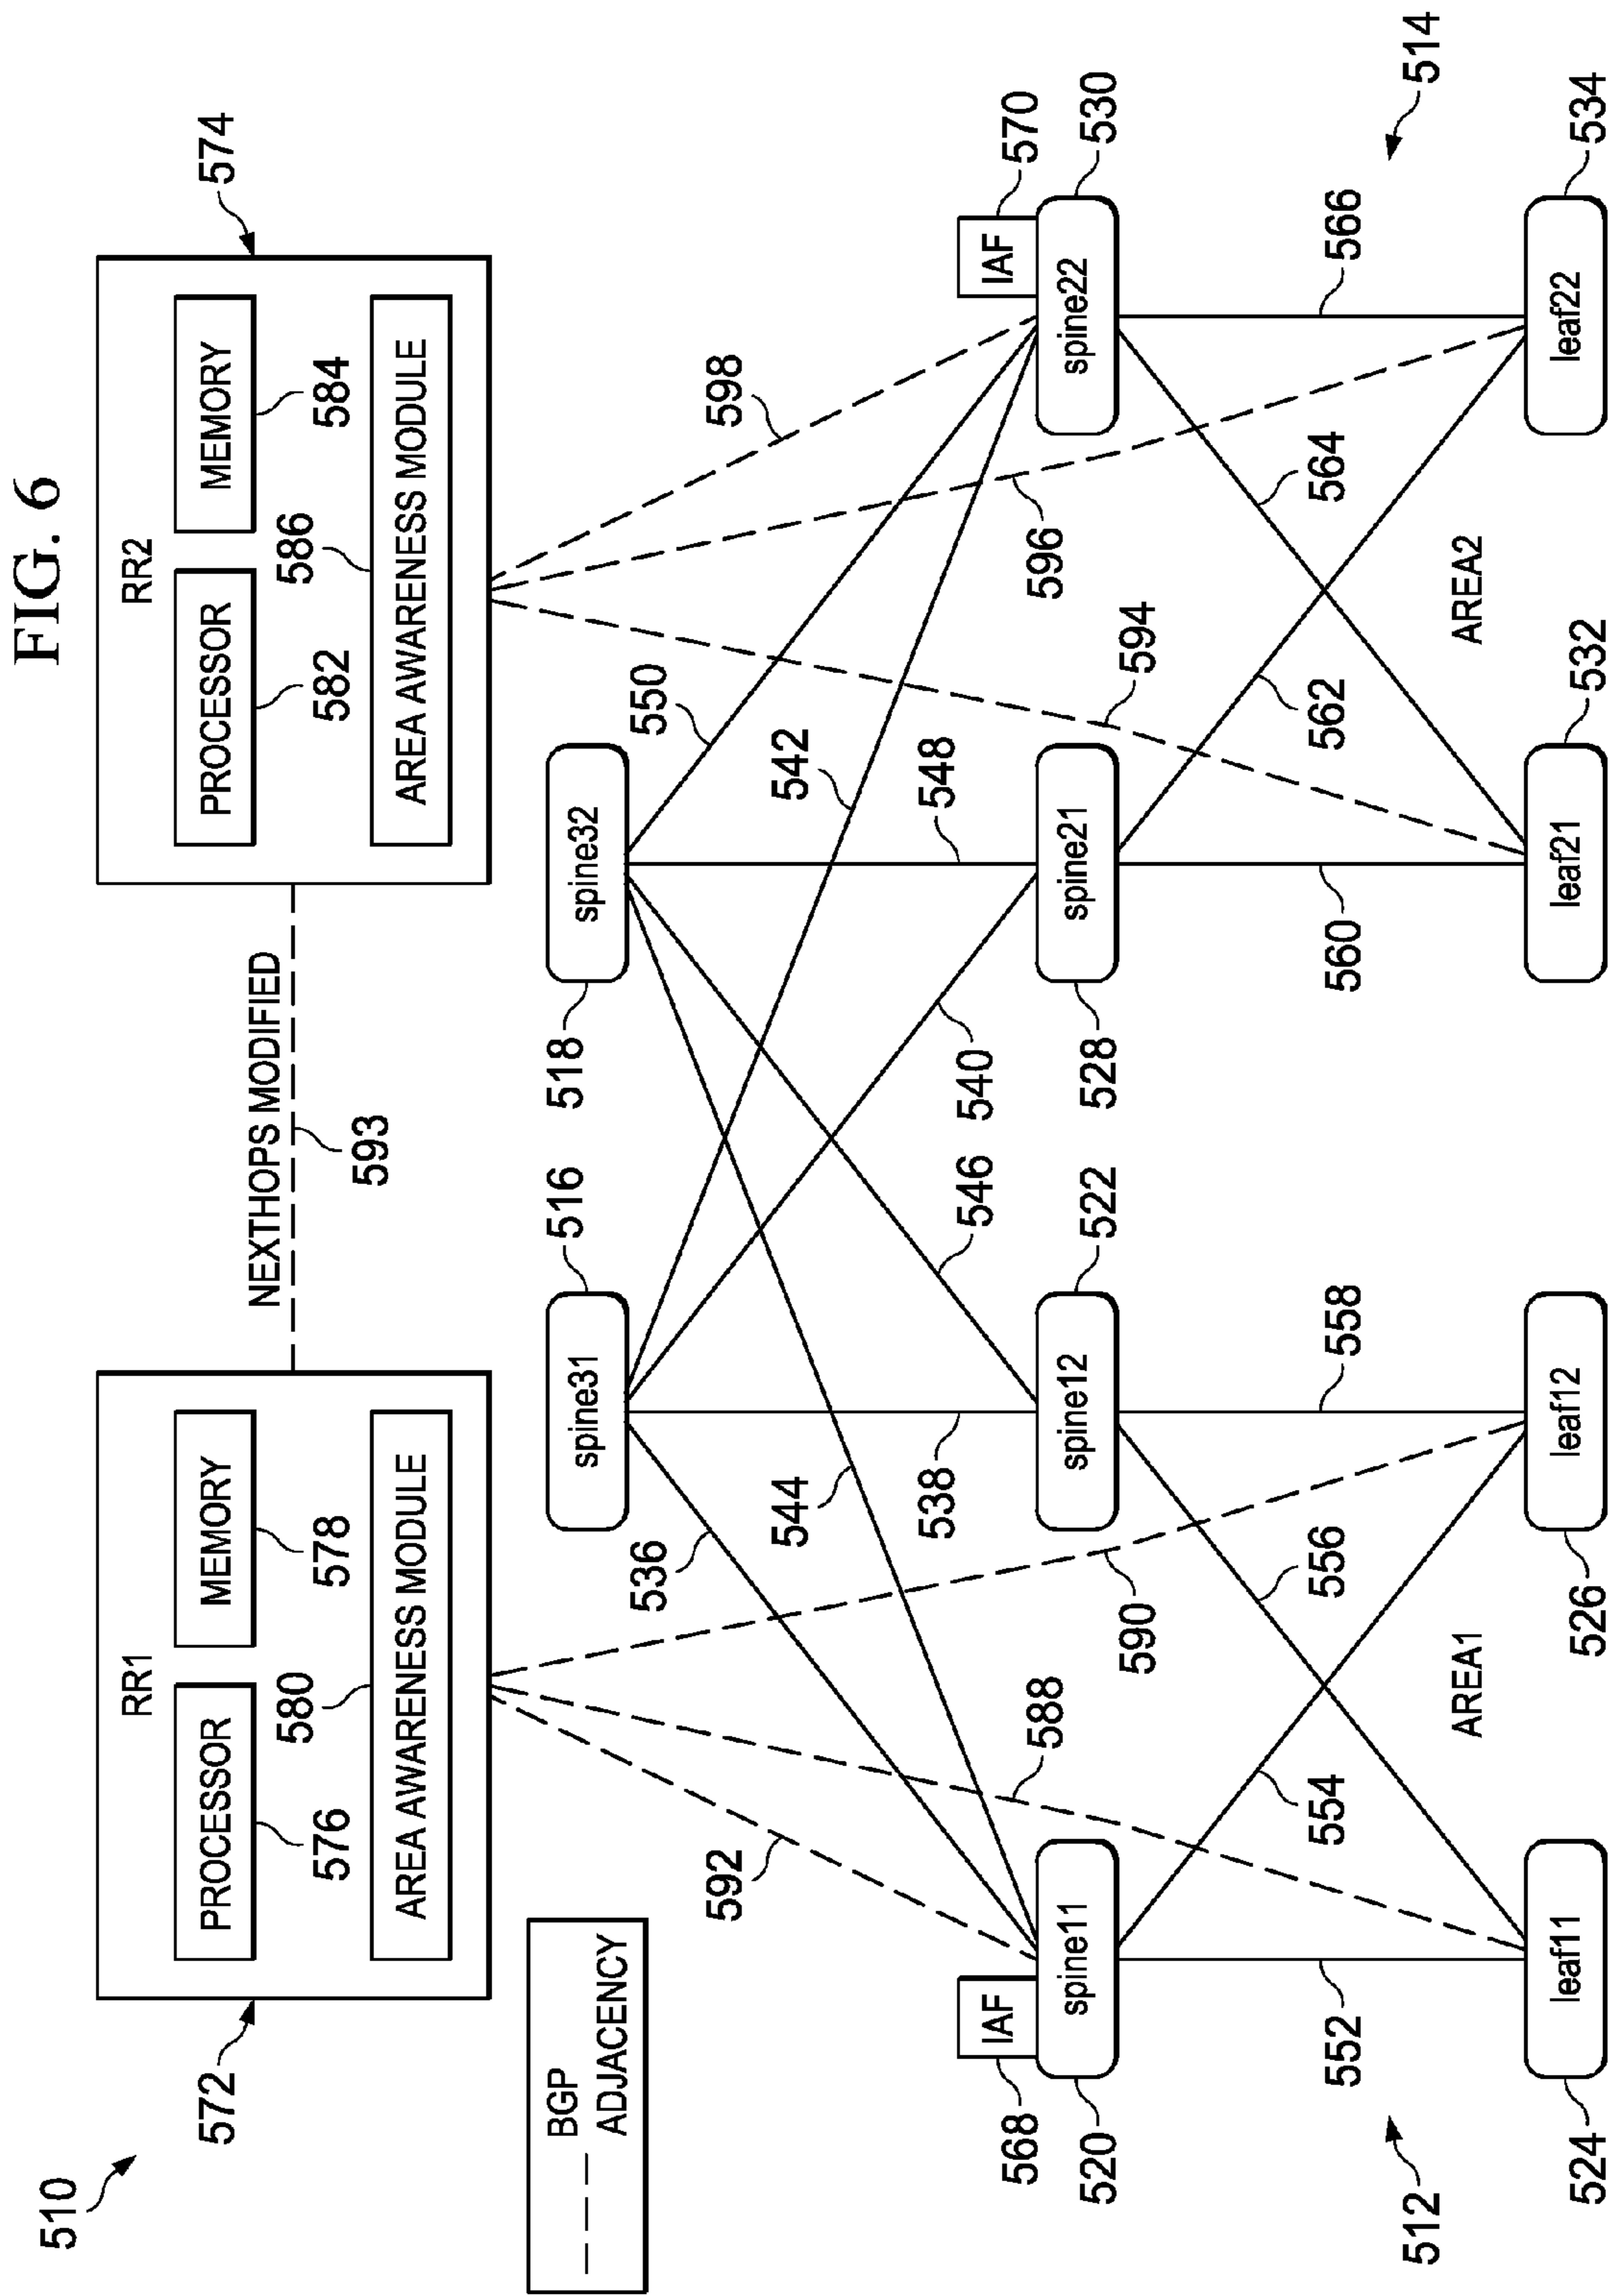 FIG. 6
510
572
RR1
PROCESSOR
MEMORY
576
580
578
AREA AWARENESS MODULE
NEXTHOPS MODIFIED
593
574
RR2
PROCESSOR
MEMORY
582
586
584
AREA AWARENESS MODULE
BGP
ADJACENCY
spine31
516
spine32
518
592
536
544
538
546
540
542
548
550
598
IAF
568
spine11
520
588
590
spine12
522
spine21
528
594
596
IAF
570
spine22
530
552
554
556
558
560
562
564
566
512
AREA1
AREA2
514
leaf11
524
leaf12
526
leaf21
532
leaf22
534